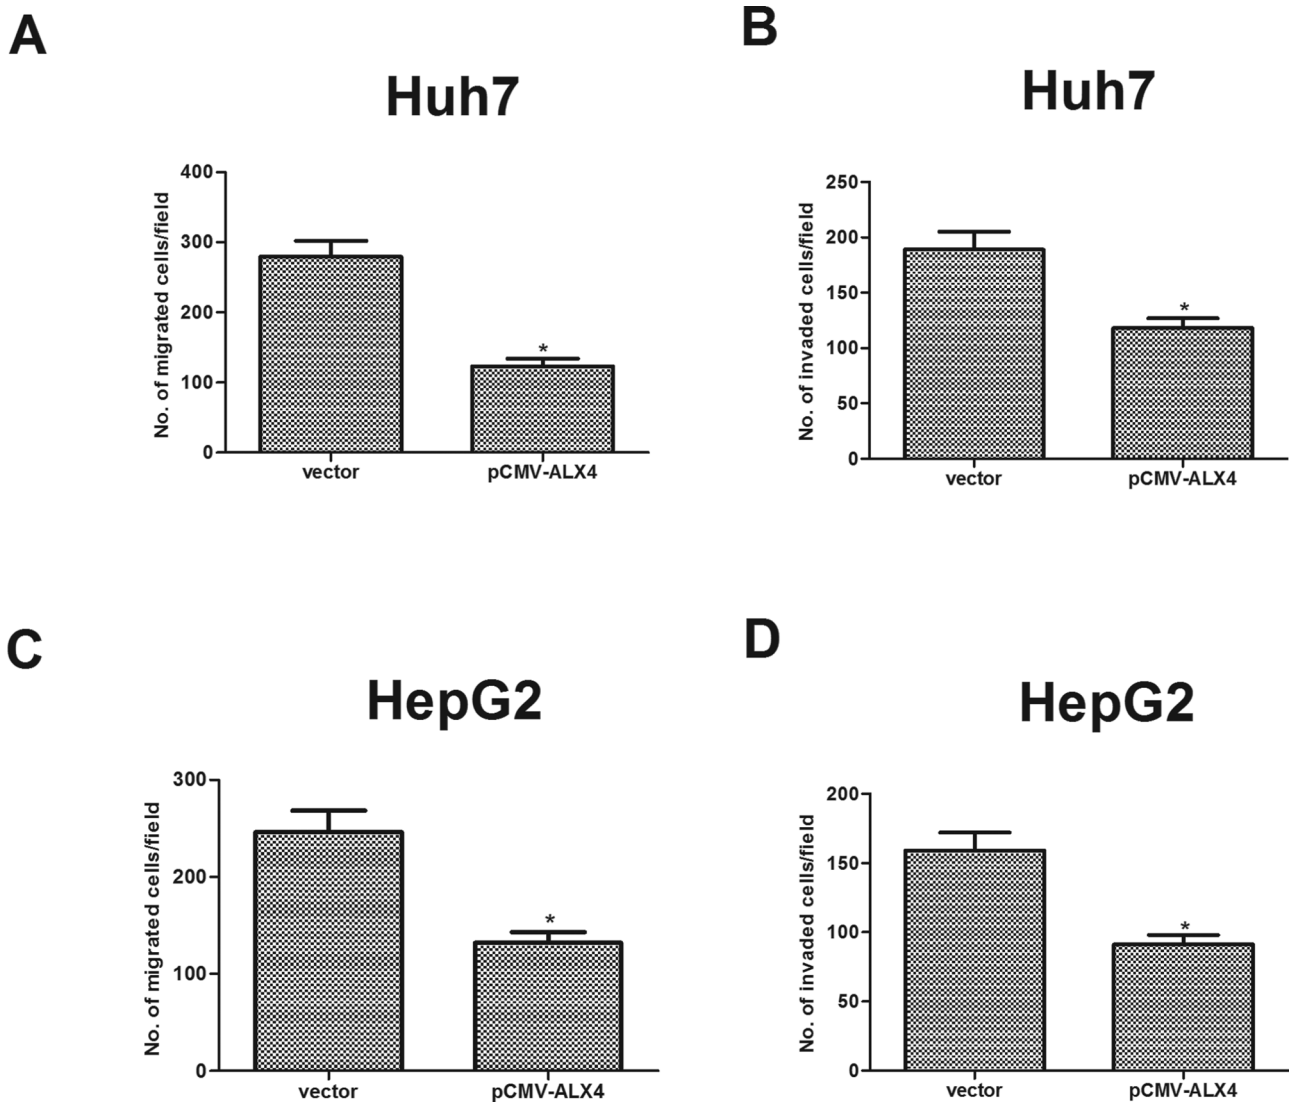 A
Huh7
No. of migrated cells/field
400
300
200
100
0
*
vector
pCMV-ALX4
B
Huh7
No. of invaded cells/field
250
200
150
100
50
0
*
vector
pCMV-ALX4
C
HepG2
No. of migrated cells/field
300
200
100
0
*
vector
pCMV-ALX4
D
HepG2
No. of invaded cells/field
200
150
100
50
0
*
vector
pCMV-ALX4